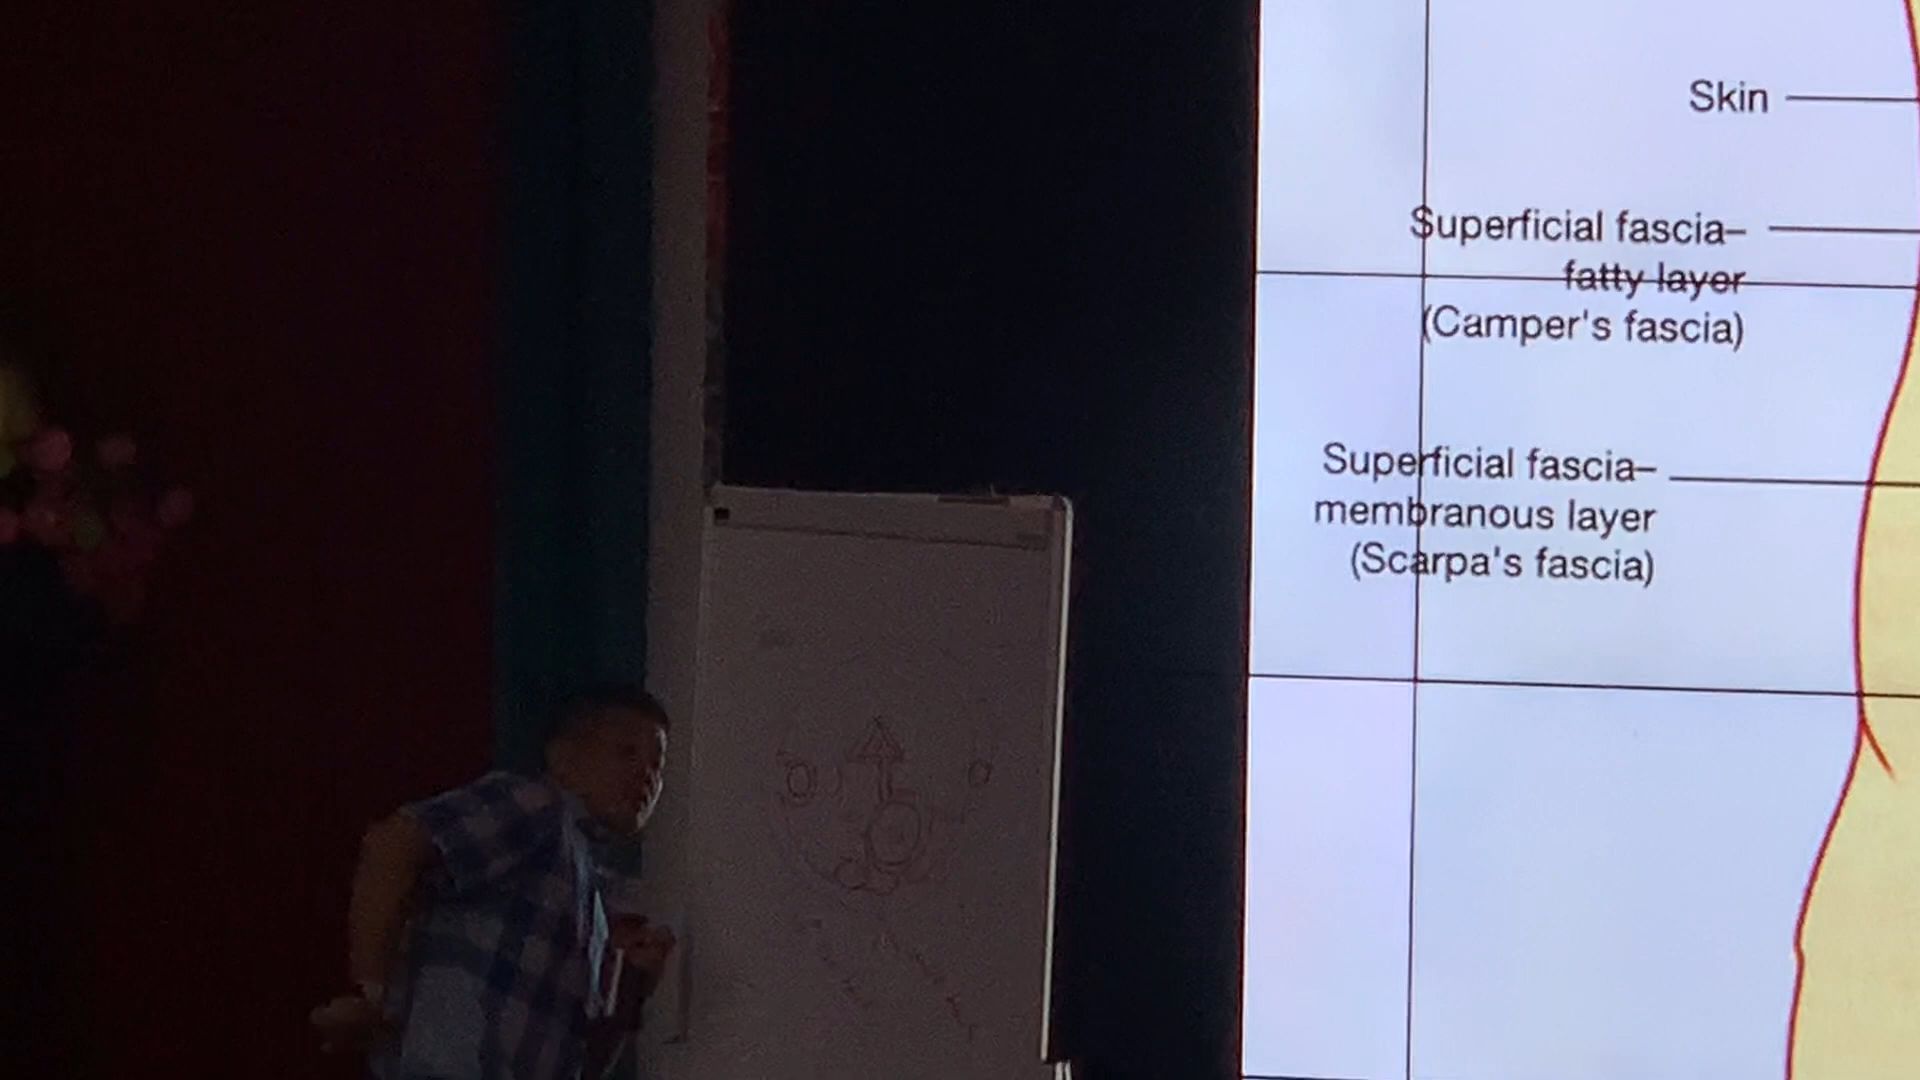 Skin
Superficial fascia–
fatty layer
(Camper's fascia)
Superficial fascia–
membranous layer
(Scarpa's fascia)